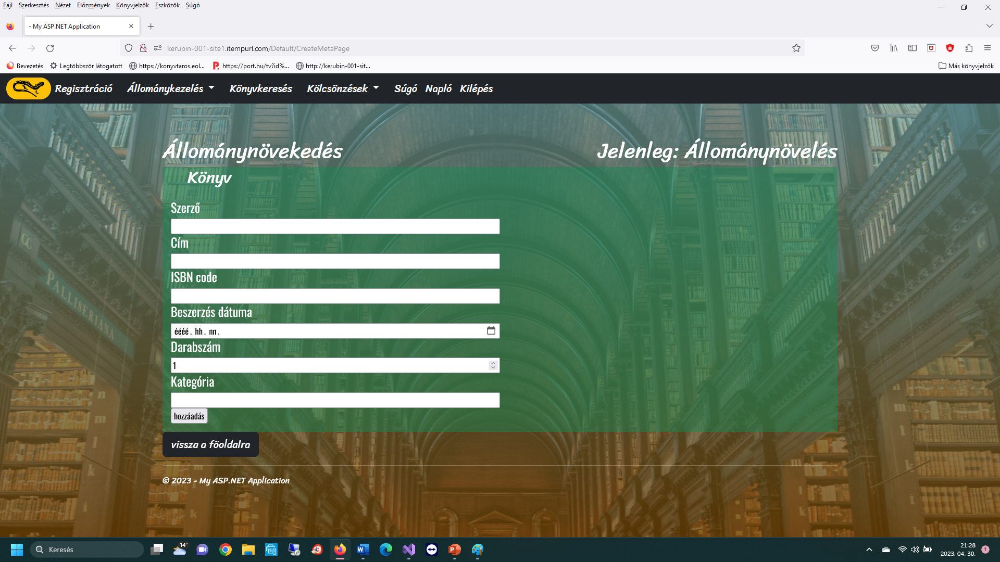 Fájl Szerkesztés Nézet Előzmények Könyvjelzők Eszközök Súgó
- My ASP.NET Application
kerubin-001-site1.itempurl.com/Default/CreateMetaPage
Bevezetés Legtöbbször látogatott https://konyvtaros.eol... https://port.hu/tv?id%... http://kerubin-001-sit... Más könyvjelzők
Regisztráció Állománykezelés Könyvkeresés Kölcsönzések Súgó Napló Kilépés
Állománynövekedés Jelenleg: Állománynövelés
Könyv
Szerző
Cím
ISBN code
Beszerzés dátuma
éééé. hh. nn.
Darabszám
1
Kategória
hozzáadás
vissza a föoldalra
© 2023 - My ASP.NET Application
PALLISERIANA
Keresés 14° 21:28 1
2023. 04. 30.